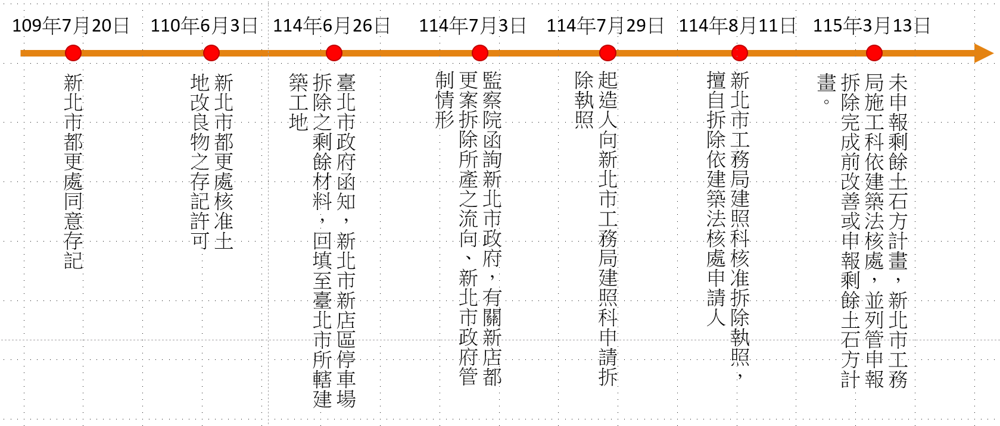 109年7月20日
110年6月3日
114年6月26日
114年7月3日
114年7月29日
114年8月11日
115年3月13日
新北市都更處同意存記
新北市都更處核准土
地改良物之存記許可
臺北市政府函知，新北市新店區停車場
拆除之剩餘材料，回填至臺北市所轄建
築工地
監察院函詢新北市政府，有關新店都
更案拆除所產之流向、新北市政府管
制情形
起造人向新北市工務局建照科申請拆
除執照
新北市工務局建照科核准拆除執照，
擅自拆除依建築法核處申請人
未申報剩餘土石方計畫，新北市工務
局施工科依建築法核處，並列管申報
拆除完成前改善或申報剩餘土石方計
畫。